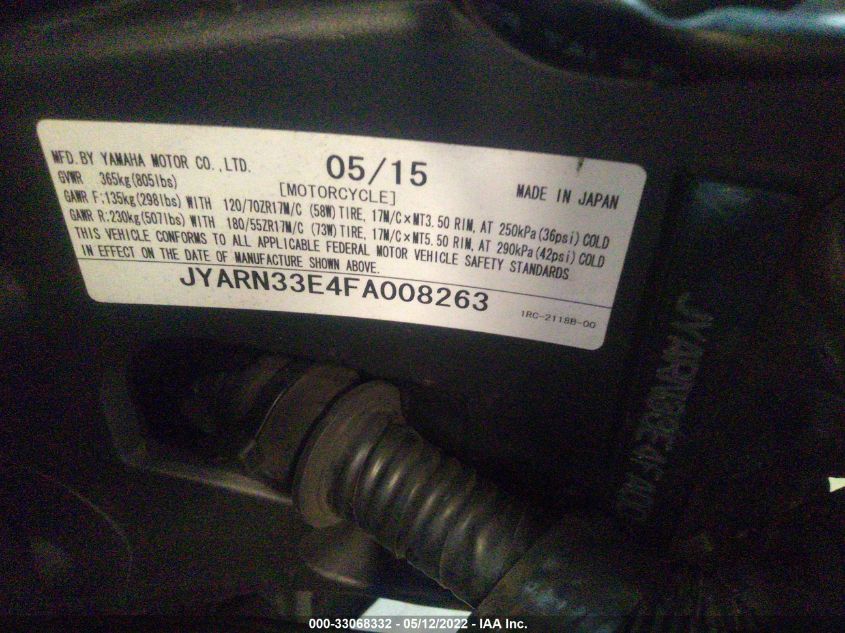 MFD.BY YAMAHA MOTOR CO.,LTD. 05/15
GVWR 365kg(805lbs) [MOTORCYCLE] MADE IN JAPAN
GAWR F:135kg(298lbs)WITH 120/70ZR17M/C (58W)TIRE, 17M/C×MT3.50 RIM, AT 250kPa(36psi) COLD
GAWR R:230kg(507lbs)WITH 180/55ZR17M/C (73W)TIRE, 17M/C×MT5.50 RIM, AT 290kPa(42psi) COLD
THIS VEHICLE CONFORMS TO ALL APPLICABLE FEDERAL MOTOR VEHICLE SAFETY STANDARDS
IN EFFECT ON THE DATE OF MANUFACTURE SHOWN ABOVE.
JYARN33E4FA008263
1RC-2118B-00
JYARN33E4FA00
000-33068332 - 05/12/2022 - IAA Inc.